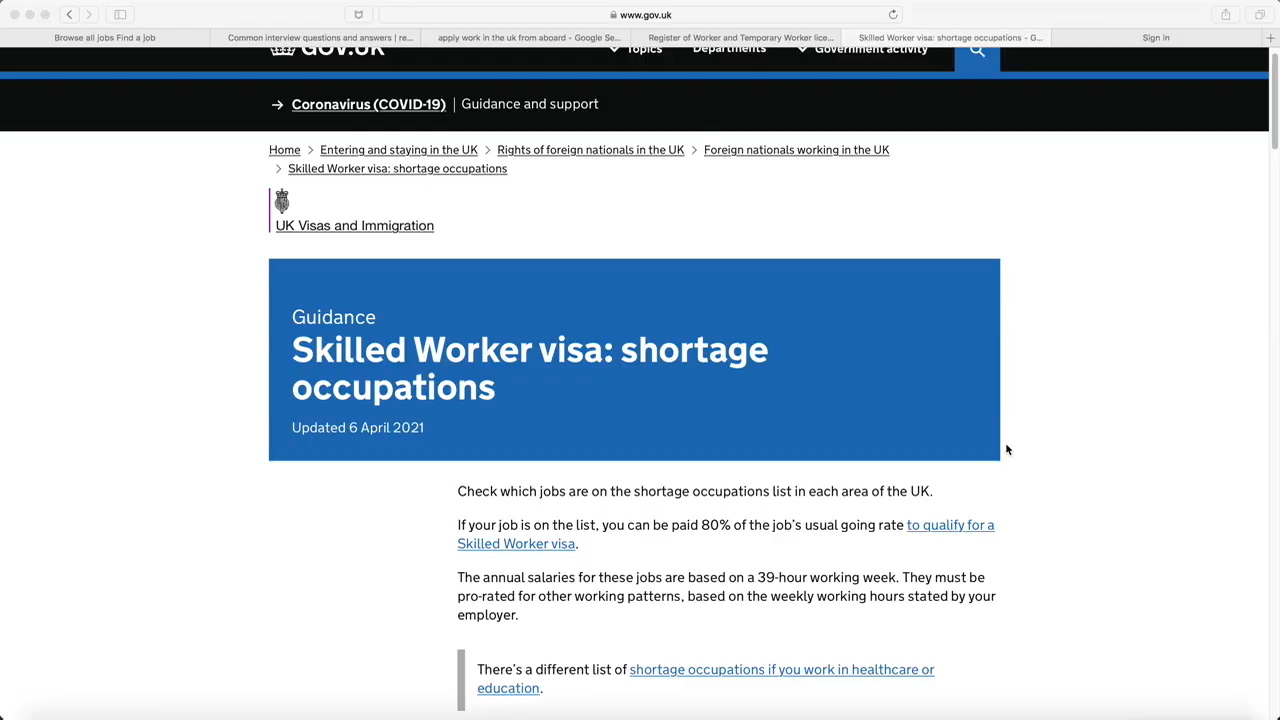 www.gov.uk
Browse all jobs Find a job
Common interview questions and answers | re...
apply work in the uk from aboard - Google Se...
Register of Worker and Temporary Worker lice...
Skilled Worker visa: shortage occupations - G...
Sign in
GOV.UK
Topics
Departments
Government activity
→ Coronavirus (COVID-19) | Guidance and support
Home > Entering and staying in the UK > Rights of foreign nationals in the UK > Foreign nationals working in the UK
> Skilled Worker visa: shortage occupations
UK Visas and Immigration
Guidance
Skilled Worker visa: shortage
occupations
Updated 6 April 2021
Check which jobs are on the shortage occupations list in each area of the UK.
If your job is on the list, you can be paid 80% of the job's usual going rate to qualify for a
Skilled Worker visa.
The annual salaries for these jobs are based on a 39-hour working week. They must be
pro-rated for other working patterns, based on the weekly working hours stated by your
employer.
There's a different list of shortage occupations if you work in healthcare or
education.